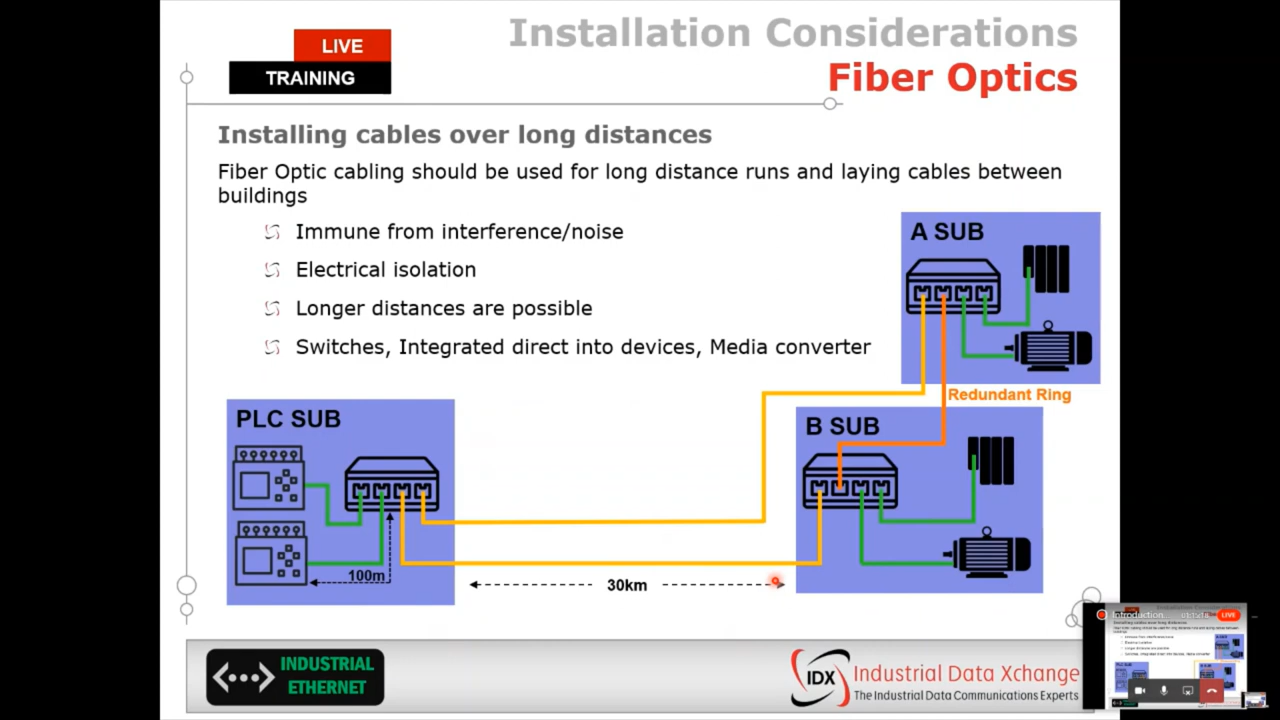 LIVE
TRAINING
Installation Considerations
Fiber Optics
Installing cables over long distances
Fiber Optic cabling should be used for long distance runs and laying cables between
buildings
Immune from interference/noise
Electrical isolation
Longer distances are possible
Switches, Integrated direct into devices, Media converter
A SUB
Redundant Ring
PLC SUB
B SUB
100m
30km
INDUSTRIAL
ETHERNET
IDX
Industrial Data Xchange
The Industrial Data Communications Experts
Introduction
LIVE